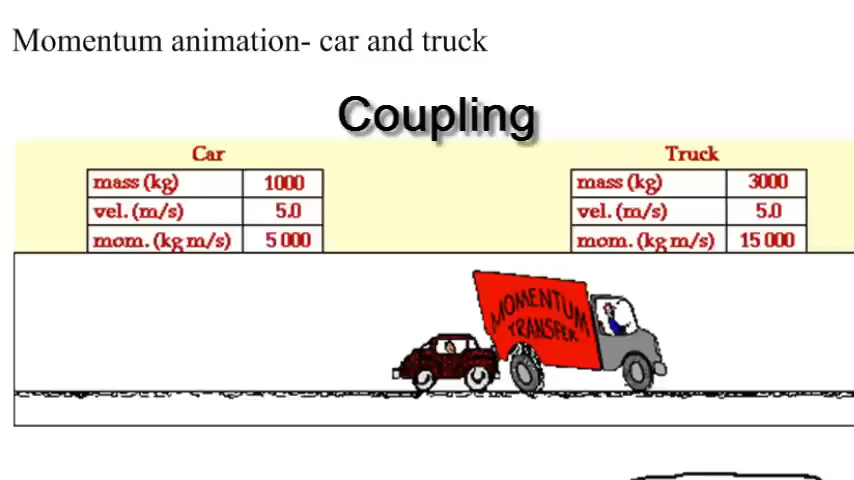 Momentum animation- car and truck
Coupling
Car
mass (kg) 1000
vel. (m/s) 5.0
mom. (kg m/s) 5 000
Truck
mass (kg) 3000
vel. (m/s) 5.0
mom. (kg m/s) 15 000
MOMENTUM
TRANSFER